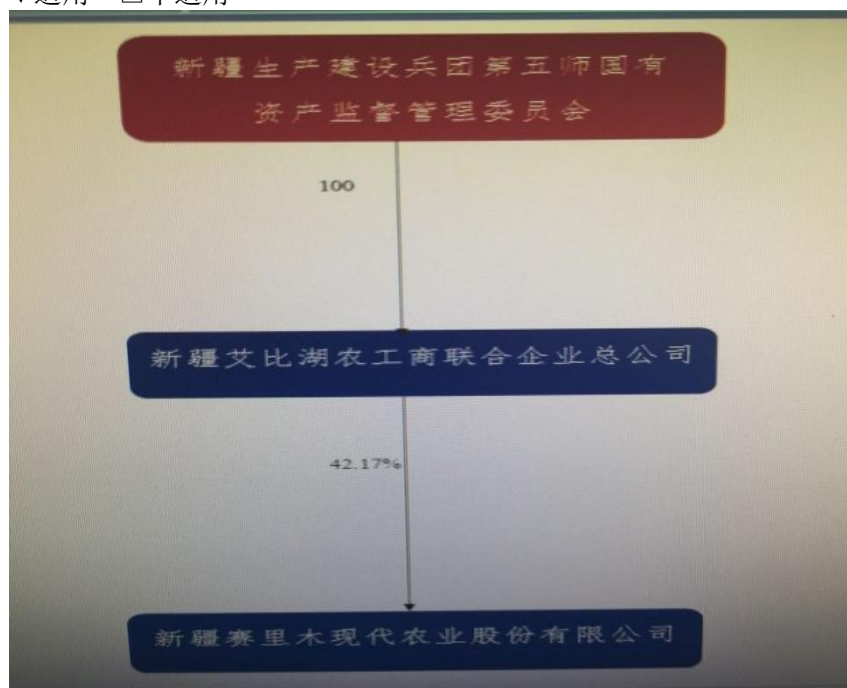 新疆生产建设兵团第五师国有
资产监督管理委员会
100
新疆艾比湖农工商联合企业总公司
42.17%
新疆赛里木现代农业股份有限公司